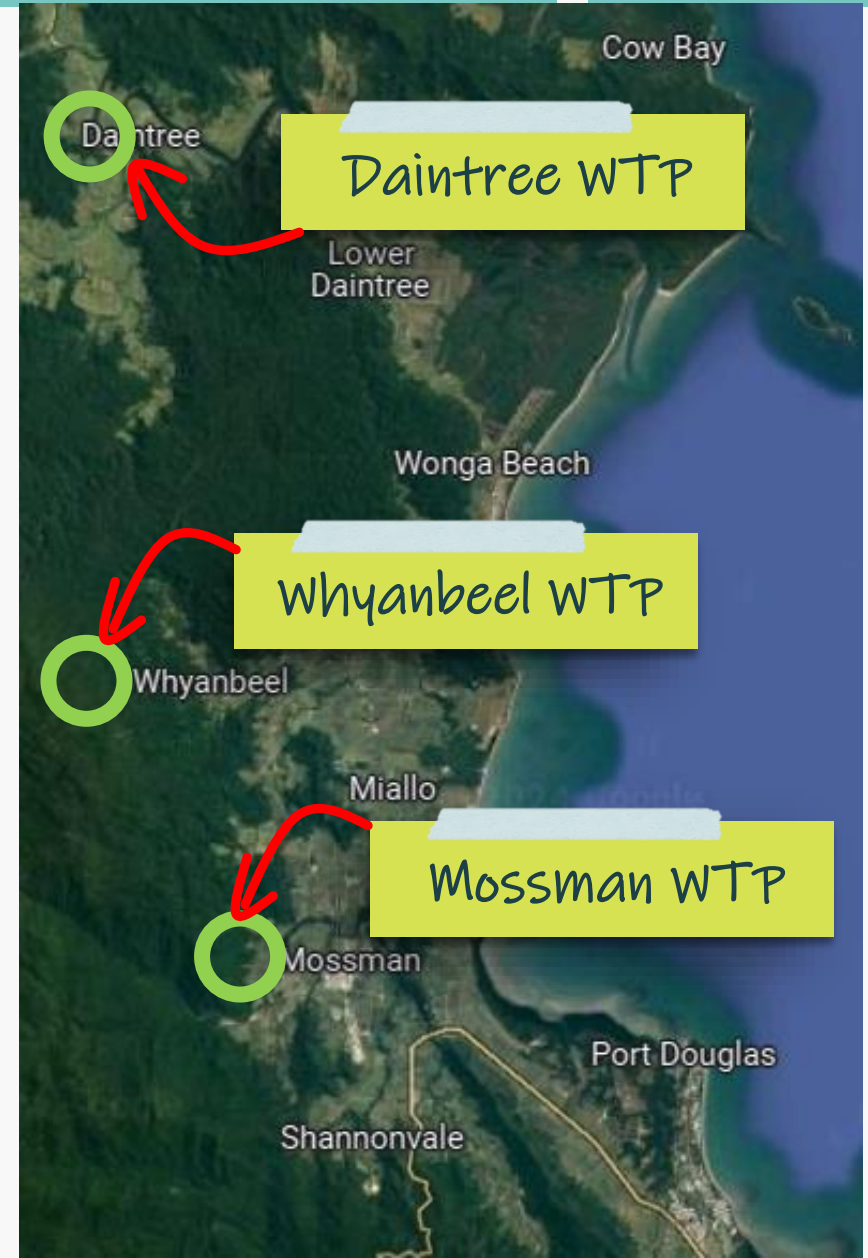 Cow Bay
Daintree
Daintree WTP
Lower
Daintree
Wonga Beach
Whyanbeel WTP
Whyanbeel
Miallo
Mossman WTP
Mossman
Port Douglas
Shannonvale